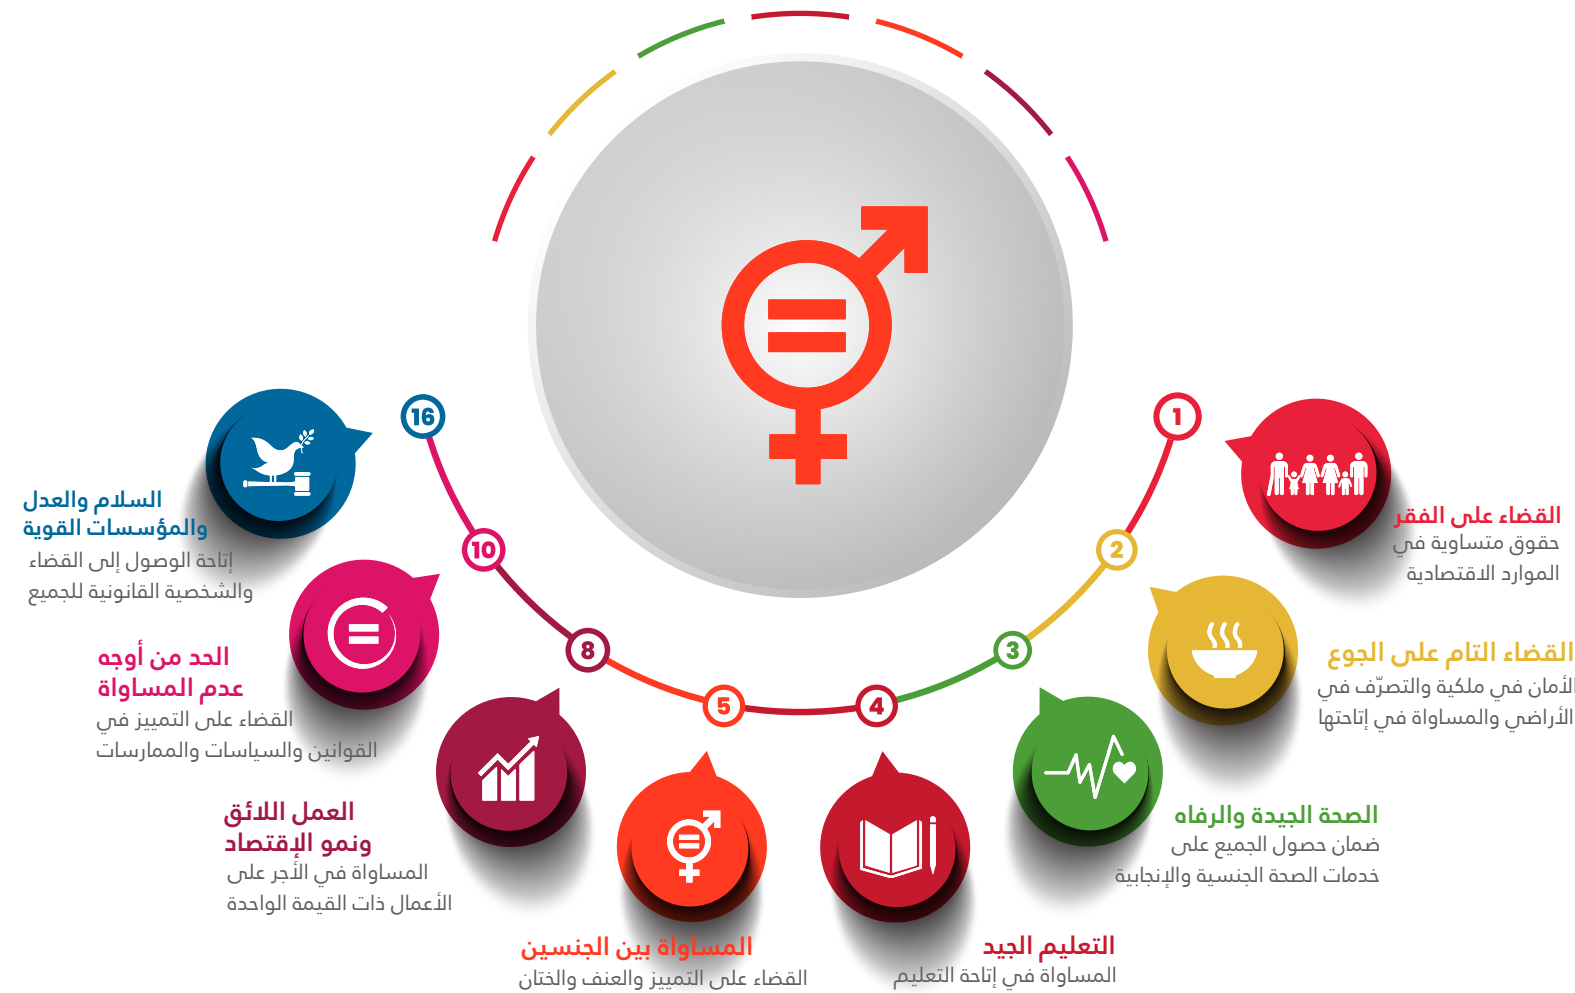 1
القضاء على الفقر
حقوق متساوية في
الموارد الاقتصادية
2
القضاء التام على الجوع
الأمان في ملكية والتصرّف في
الأراضي والمساواة في إتاحتها
3
الصحة الجيدة والرفاه
ضمان حصول الجميع على
خدمات الصحة الجنسية والإنجابية
4
التعليم الجيد
المساواة في إتاحة التعليم
5
المساواة بين الجنسين
القضاء على التمييز والعنف والختان
8
العمل اللائق
ونمو الإقتصاد
المساواة في الأجر على
الأعمال ذات القيمة الواحدة
10
الحد من أوجه
عدم المساواة
القضاء على التمييز في
القوانين والسياسات والممارسات
16
السلام والعدل
والمؤسسات القوية
إتاحة الوصول إلى القضاء
والشخصية القانونية للجميع